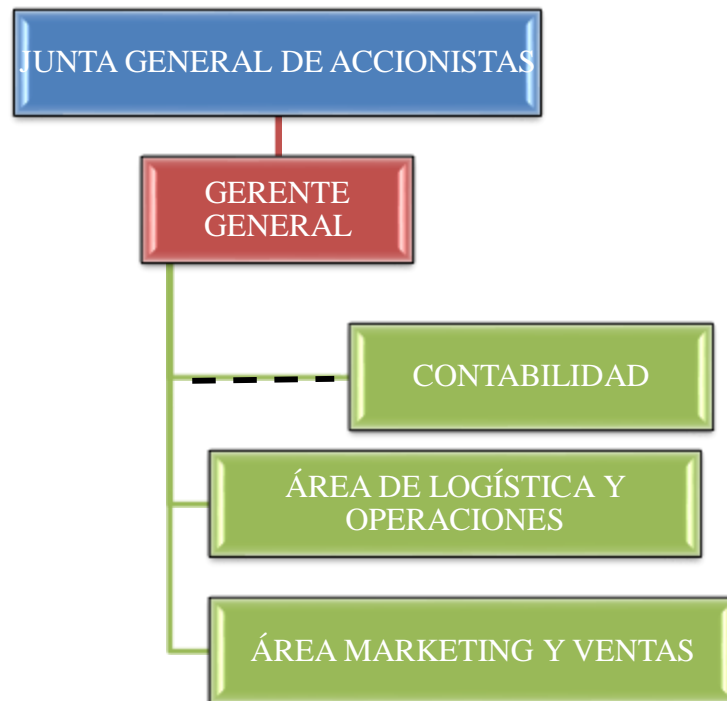 JUNTA GENERAL DE ACCIONISTAS
GERENTE
GENERAL
CONTABILIDAD
ÁREA DE LOGÍSTICA Y
OPERACIONES
ÁREA MARKETING Y VENTAS